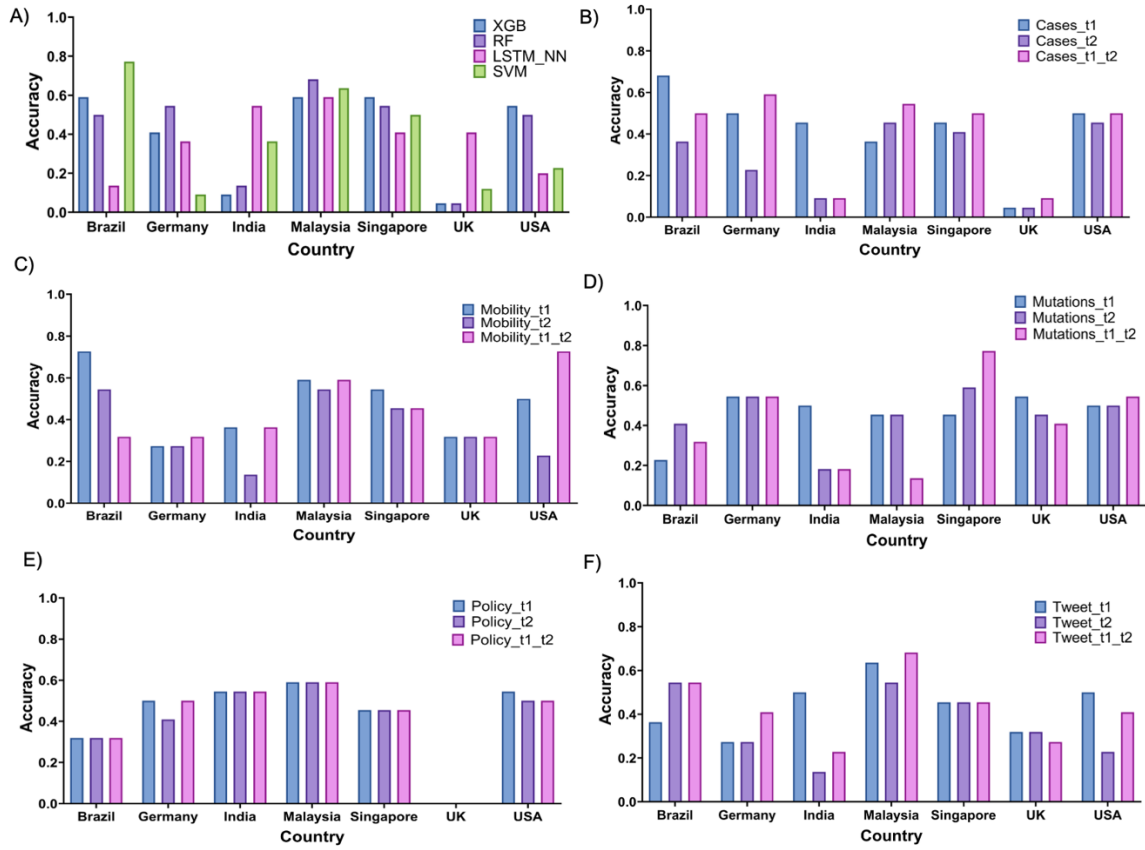 A)
1.0
0.8
0.6
0.4
0.2
0.0
Accuracy
XGB
RF
LSTM_NN
SVM
Brazil Germany India Malaysia Singapore UK USA
Country
B)
1.0
0.8
0.6
0.4
0.2
0.0
Accuracy
Cases_t1
Cases_t2
Cases_t1_t2
Brazil Germany India Malaysia Singapore UK USA
Country
C)
1.0
0.8
0.6
0.4
0.2
0.0
Accuracy
Mobility_t1
Mobility_t2
Mobility_t1_t2
Brazil Germany India Malaysia Singapore UK USA
Country
D)
1.0
0.8
0.6
0.4
0.2
0.0
Accuracy
Mutations_t1
Mutations_t2
Mutations_t1_t2
Brazil Germany India Malaysia Singapore UK USA
Country
E)
1.0
0.8
0.6
0.4
0.2
0.0
Accuracy
Policy_t1
Policy_t2
Policy_t1_t2
Brazil Germany India Malaysia Singapore UK USA
Country
F)
1.0
0.8
0.6
0.4
0.2
0.0
Accuracy
Tweet_t1
Tweet_t2
Tweet_t1_t2
Brazil Germany India Malaysia Singapore UK USA
Country